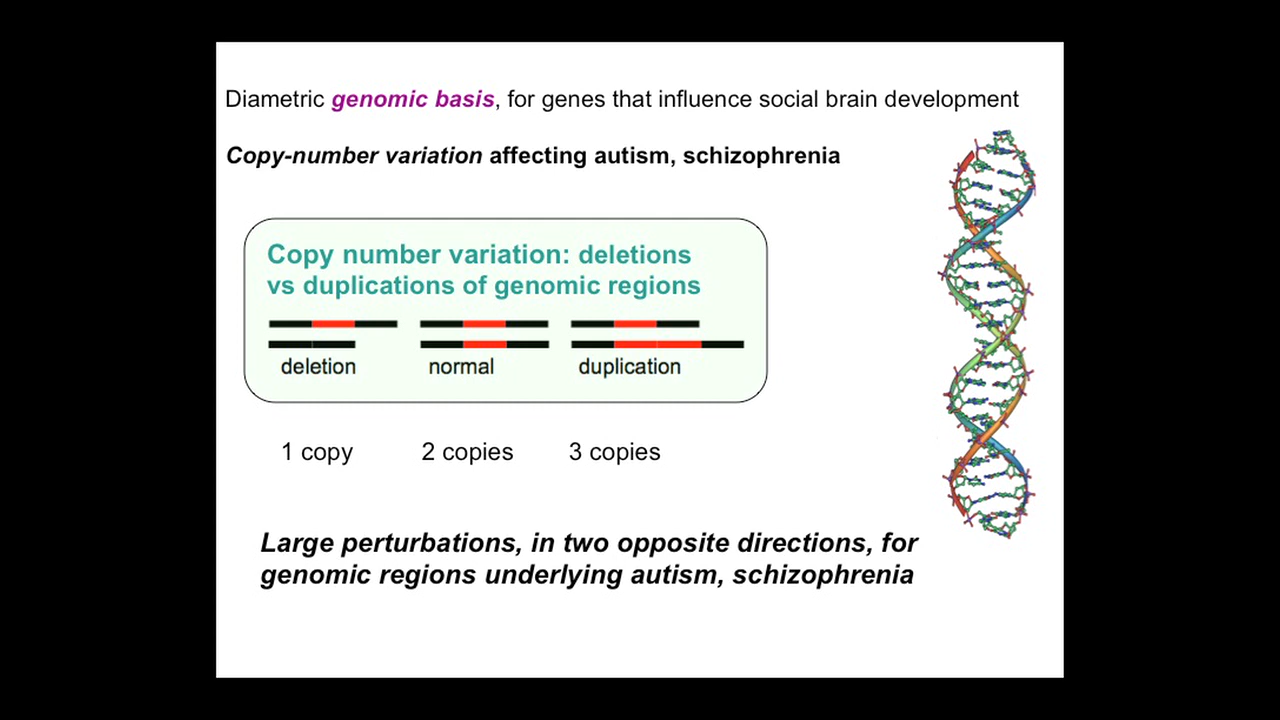 Diametric genomic basis, for genes that influence social brain development
Copy-number variation affecting autism, schizophrenia
Copy number variation: deletions
vs duplications of genomic regions
deletion normal duplication
1 copy 2 copies 3 copies
Large perturbations, in two opposite directions, for
genomic regions underlying autism, schizophrenia